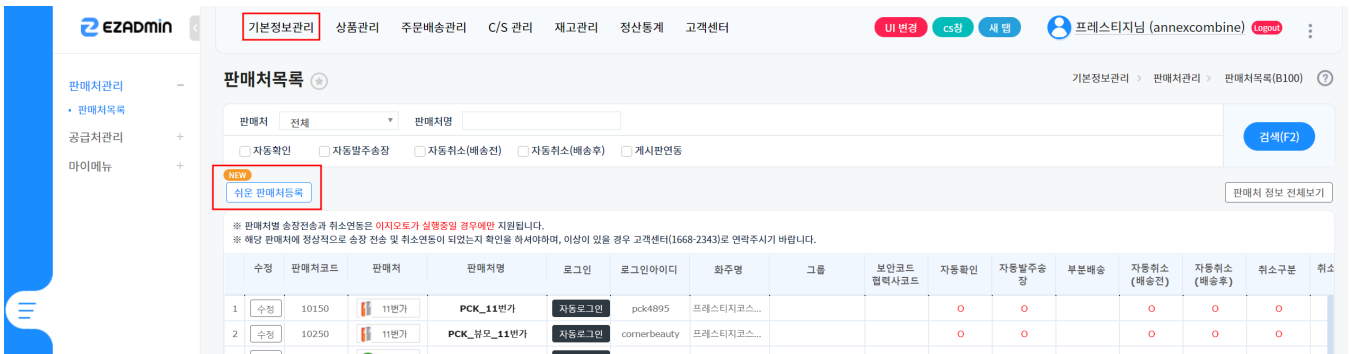 EZADMIN
기본정보관리 상품관리 주문배송관리 C/S 관리 재고관리 정산통계 고객센터 UI 변경 cs창 새 탭 프레스티지님 (annexcombine) Logout
판매처관리
• 판매처목록
공급처관리
마이메뉴
판매처목록 기본정보관리 > 판매처관리 > 판매처목록(B100) ?
판매처 전체 판매처명
자동확인 자동발주송장 자동취소(배송전) 자동취소(배송후) 게시판연동 검색(F2)
NEW
쉬운 판매처등록 판매처 정보 전체보기
※ 판매처별 송장전송과 취소연동은 이지오토가 실행중일 경우에만 지원됩니다.
※ 해당 판매처에 정상적으로 송장 전송 및 취소연동이 되었는지 확인을 하셔야하며, 이상이 있을 경우 고객센터(1668-2343)로 연락주시기 바랍니다.
수정 판매처코드 판매처 판매처명 로그인 로그인아이디 화주명 그룹 보안코드 협력사코드 자동확인 자동발주송장 부분배송 자동취소 (배송전) 자동취소 (배송후) 취소구분 취소
1 수정 10150 11번가 PCK_11번가 자동로그인 pck4895 프레스티지코스... O O O O O
2 수정 10250 11번가 PCK_뷰모_11번가 자동로그인 cornerbeauty 프레스티지코스... O O O O O